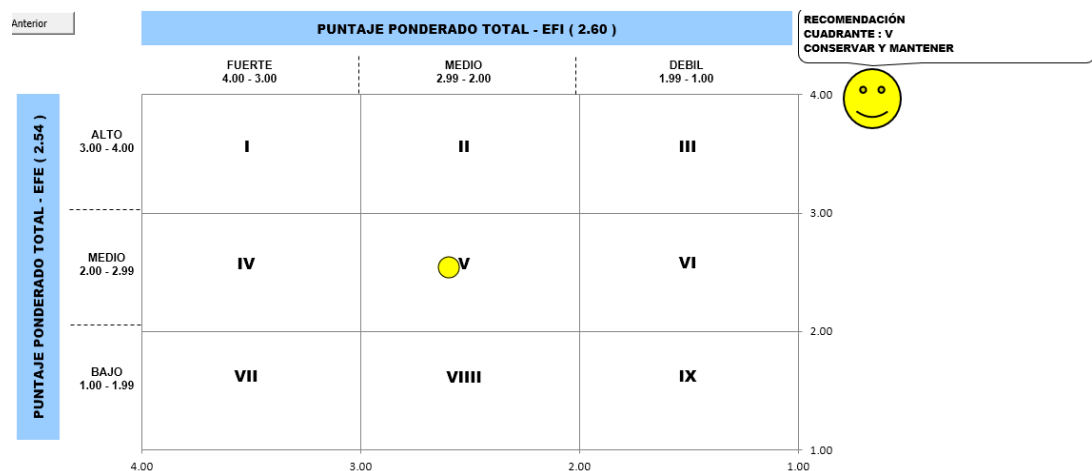 Anterior
PUNTAJE PONDERADO TOTAL - EFI ( 2.60 )
RECOMENDACIÓN
CUADRANTE : V
CONSERVAR Y MANTENER
FUERTE
4.00 - 3.00
MEDIO
2.99 - 2.00
DEBIL
1.99 - 1.00
PUNTAJE PONDERADO TOTAL - EFE ( 2.54 )
ALTO
3.00 - 4.00
I
II
III
4.00
3.00
MEDIO
2.00 - 2.99
IV
V
VI
2.00
BAJO
1.00 - 1.99
VII
VIIII
IX
1.00
4.00
3.00
2.00
1.00